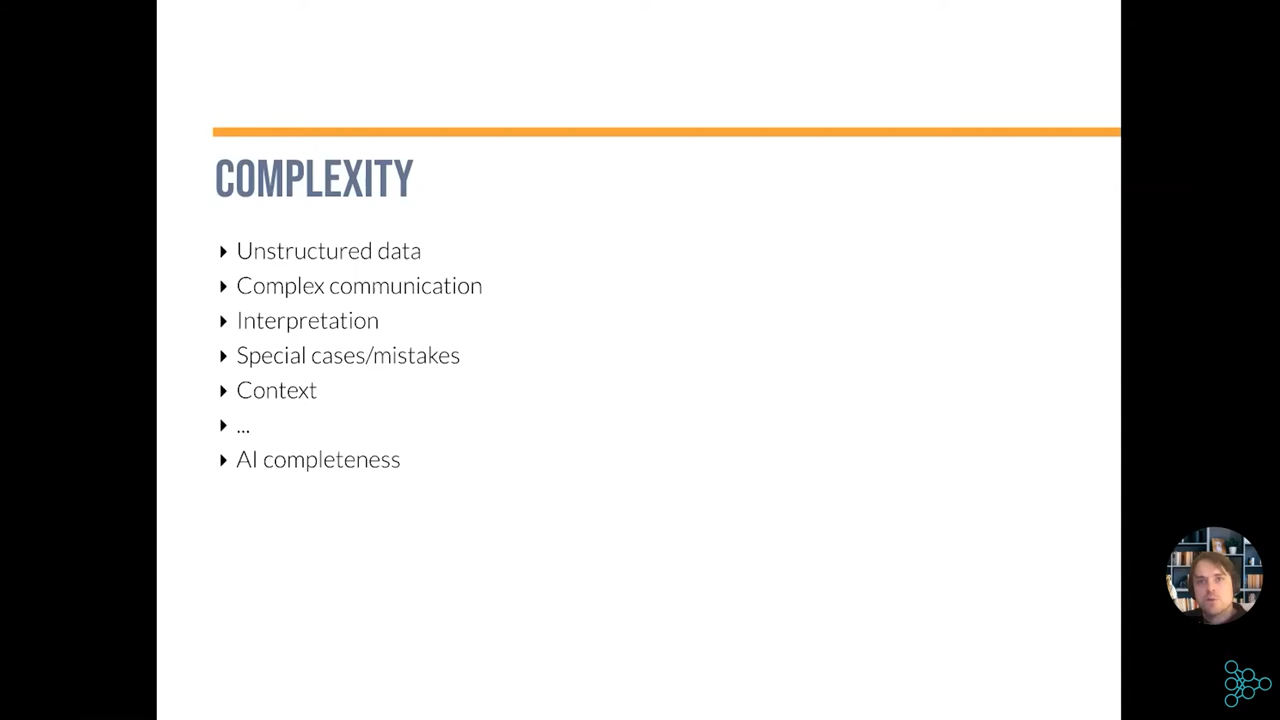 COMPLEXITY
Unstructured data
Complex communication
Interpretation
Special cases/mistakes
Context
...
AI completeness